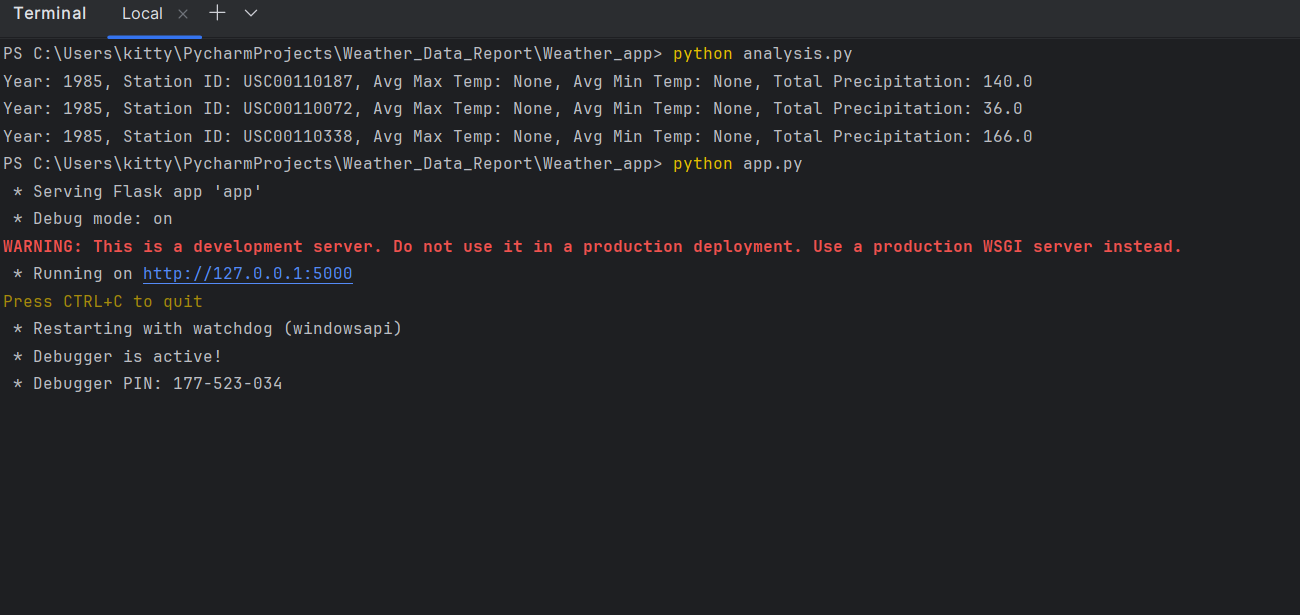 Terminal Local
PS C:\Users\kitty\PycharmProjects\Weather_Data_Report\Weather_app> python analysis.py
Year: 1985, Station ID: USC00110187, Avg Max Temp: None, Avg Min Temp: None, Total Precipitation: 140.0
Year: 1985, Station ID: USC00110072, Avg Max Temp: None, Avg Min Temp: None, Total Precipitation: 36.0
Year: 1985, Station ID: USC00110338, Avg Max Temp: None, Avg Min Temp: None, Total Precipitation: 166.0
PS C:\Users\kitty\PycharmProjects\Weather_Data_Report\Weather_app> python app.py
 * Serving Flask app 'app'
 * Debug mode: on
WARNING: This is a development server. Do not use it in a production deployment. Use a production WSGI server instead.
 * Running on http://127.0.0.1:5000
Press CTRL+C to quit
 * Restarting with watchdog (windowsapi)
 * Debugger is active!
 * Debugger PIN: 177-523-034